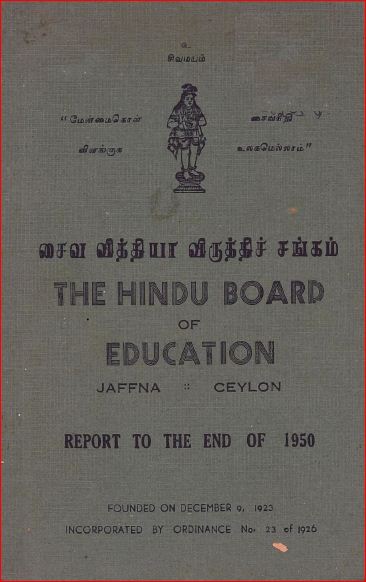 உ
சிவமயம்
“மேன்மைகொள் சைவநீதி
விளங்குக உலகமெல்லாம்”
சைவ வித்தியா விருத்திச் சங்கம்
THE HINDU BOARD
OF
EDUCATION
JAFFNA :: CEYLON
REPORT TO THE END OF 1950
FOUNDED ON DECEMBER 9, 1923
INCORPORATED BY ORDINANCE No. 23 of 1926